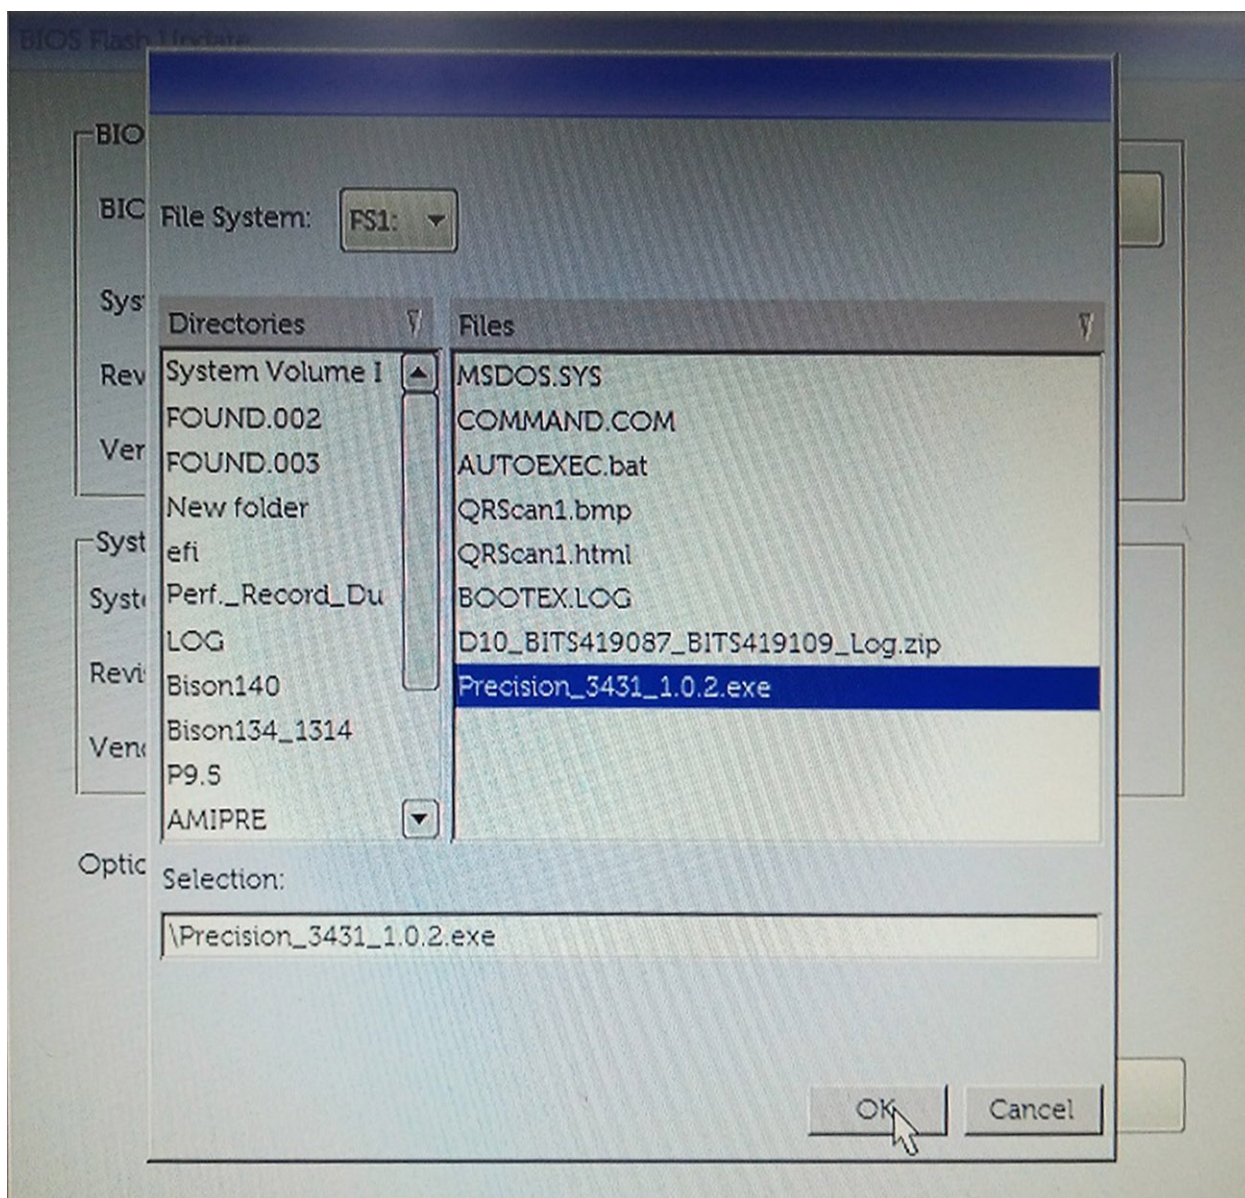 BIOS Flash Update
BIO
BIC
File System:
FS1:
Sys
Rev
Ver
Directories
Files
System Volume I
FOUND.002
FOUND.003
New folder
efi
Perf._Record_Du
LOG
Bison140
Bison134_1314
P9.5
AMIPRE
MSDOS.SYS
COMMAND.COM
AUTOEXEC.bat
QRScan1.bmp
QRScan1.html
BOOTEX.LOG
D10_BITS419087_BITS419109_Log.zip
Precision_3431_1.0.2.exe
Syst
Syste
Revi
Vend
Optic
Selection:
\Precision_3431_1.0.2.exe
OK
Cancel